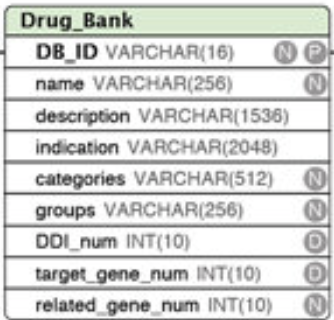 Drug_Bank
DB_ID VARCHAR(16) N P
name VARCHAR(256) N
description VARCHAR(1536)
indication VARCHAR(2048)
categories VARCHAR(512) N
groups VARCHAR(256) N
DDI_num INT(10) D
target_gene_num INT(10) D
related_gene_num INT(10) N